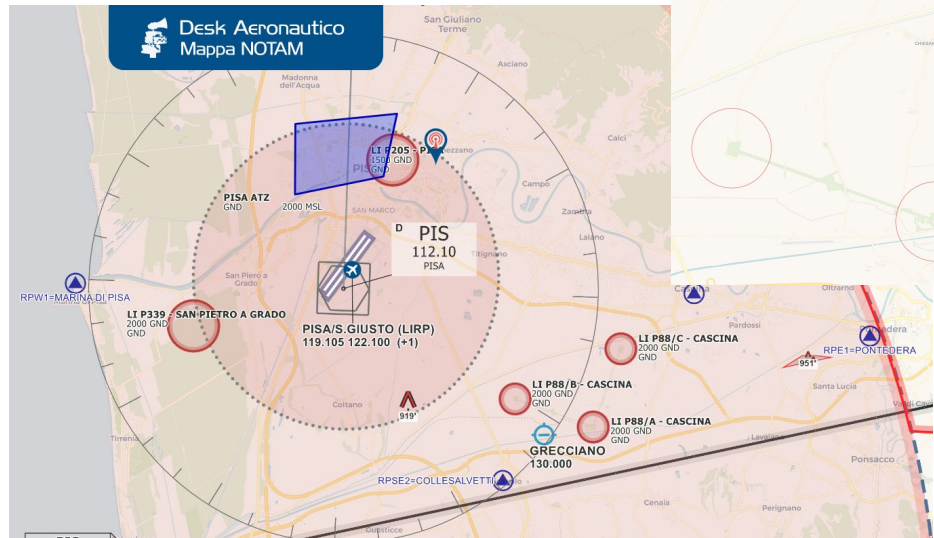 Desk Aeronautico
Mappa NOTAM
San Giuliano
Terme
Asciano
Madonna
dell'Acqua
Calci
LI P205 - PISA
1500 GND
GND
Campo
PISA ATZ
GND
2000 MSL
SAN MARCO
Zambra
Laiano
D
PIS
112.10
PISA
Titignano
San Piero a
Grado
RPW1=MARINA DI PISA
LI P339 - SAN PIETRO A GRADO
2000 GND
GND
PISA/S.GIUSTO (LIRP)
119.105 122.100 (+1)
Oltrarno
Pardossi
LI P88/C - CASCINA
2000 GND
GND
RPE1=PONTEDERA
951'
Santa Lucia
LI P88/B - CASCINA
2000 GND
GND
Coltano
919'
LI P88/A - CASCINA
2000 GND
GND
Tirrenia
GRECCIANO
130.000
Lavaiano
Ponsacco
RPSE2=COLLESALVETTI
Cenaia
Perignano
Guasticce